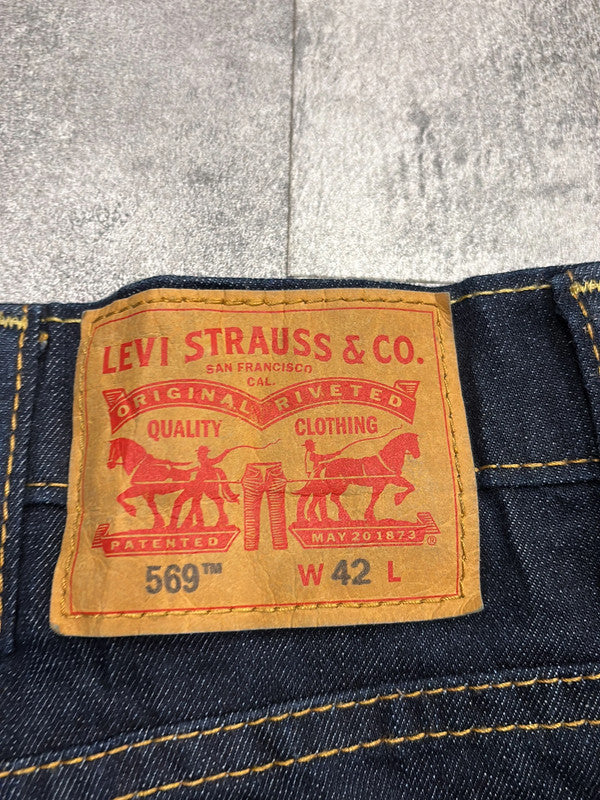 LEVI STRAUSS & CO.
SAN FRANCISCO
CAL.
ORIGINAL RIVETED
QUALITY CLOTHING
PATENTED MAY 20 1873 ®
569™ W 42 L